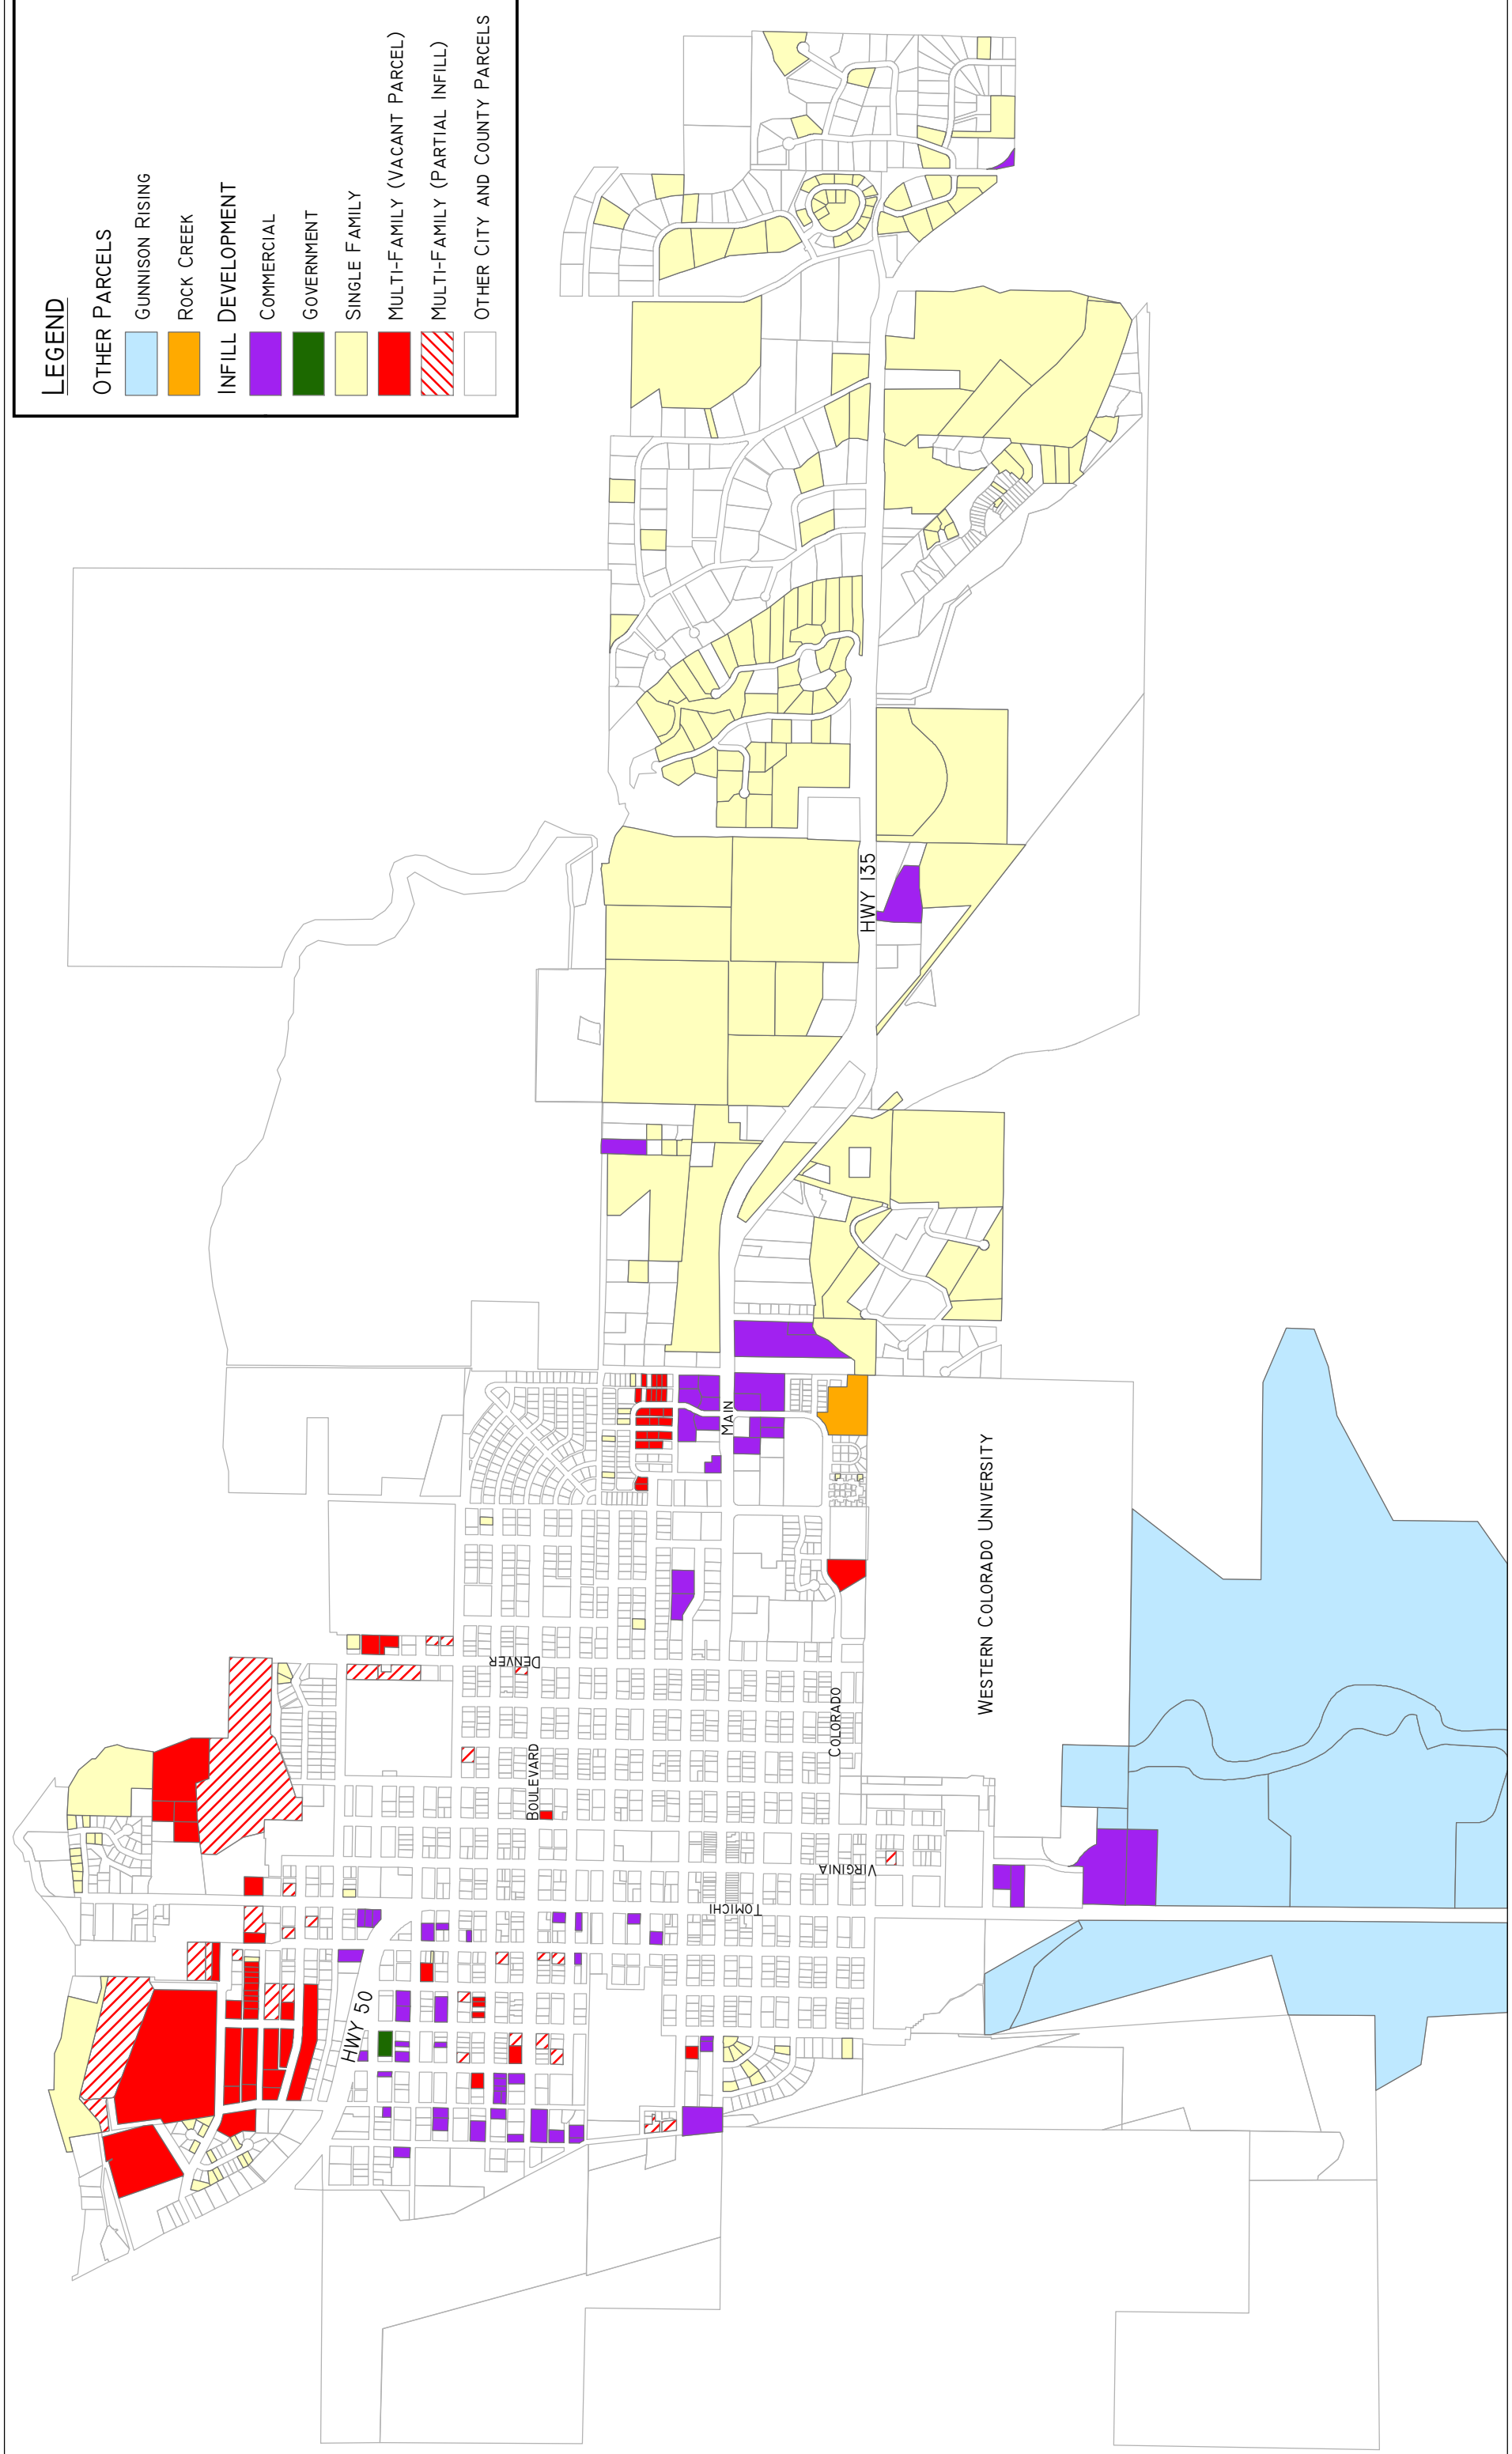 LEGEND
OTHER PARCELS
GUNNISON RISING
ROCK CREEK
INFILL DEVELOPMENT
COMMERCIAL
GOVERNMENT
SINGLE FAMILY
MULTI-FAMILY (VACANT PARCEL)
MULTI-FAMILY (PARTIAL INFILL)
OTHER CITY AND COUNTY PARCELS
HWY 135
MAIN
WESTERN COLORADO UNIVERSITY
DENVER
COLORADO
BOULEVARD
VIRGINIA
TOMICHI
HWY 50